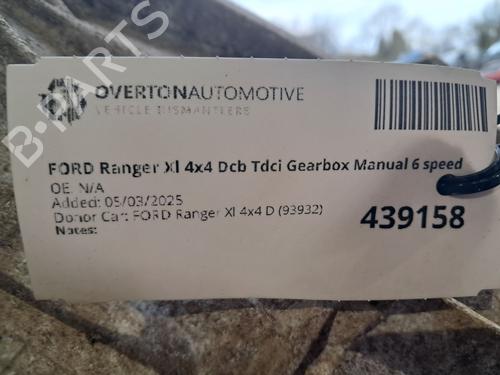 OVERTONAUTOMOTIVE
VEHICLE DISMANTLERS
FORD Ranger Xl 4x4 Dcb Tdci Gearbox Manual 6 speed
OE: N/A
Added: 05/03/2025
Donor Car: FORD Ranger Xl 4x4 D (93932)
Notes:
439158
B-PARTS